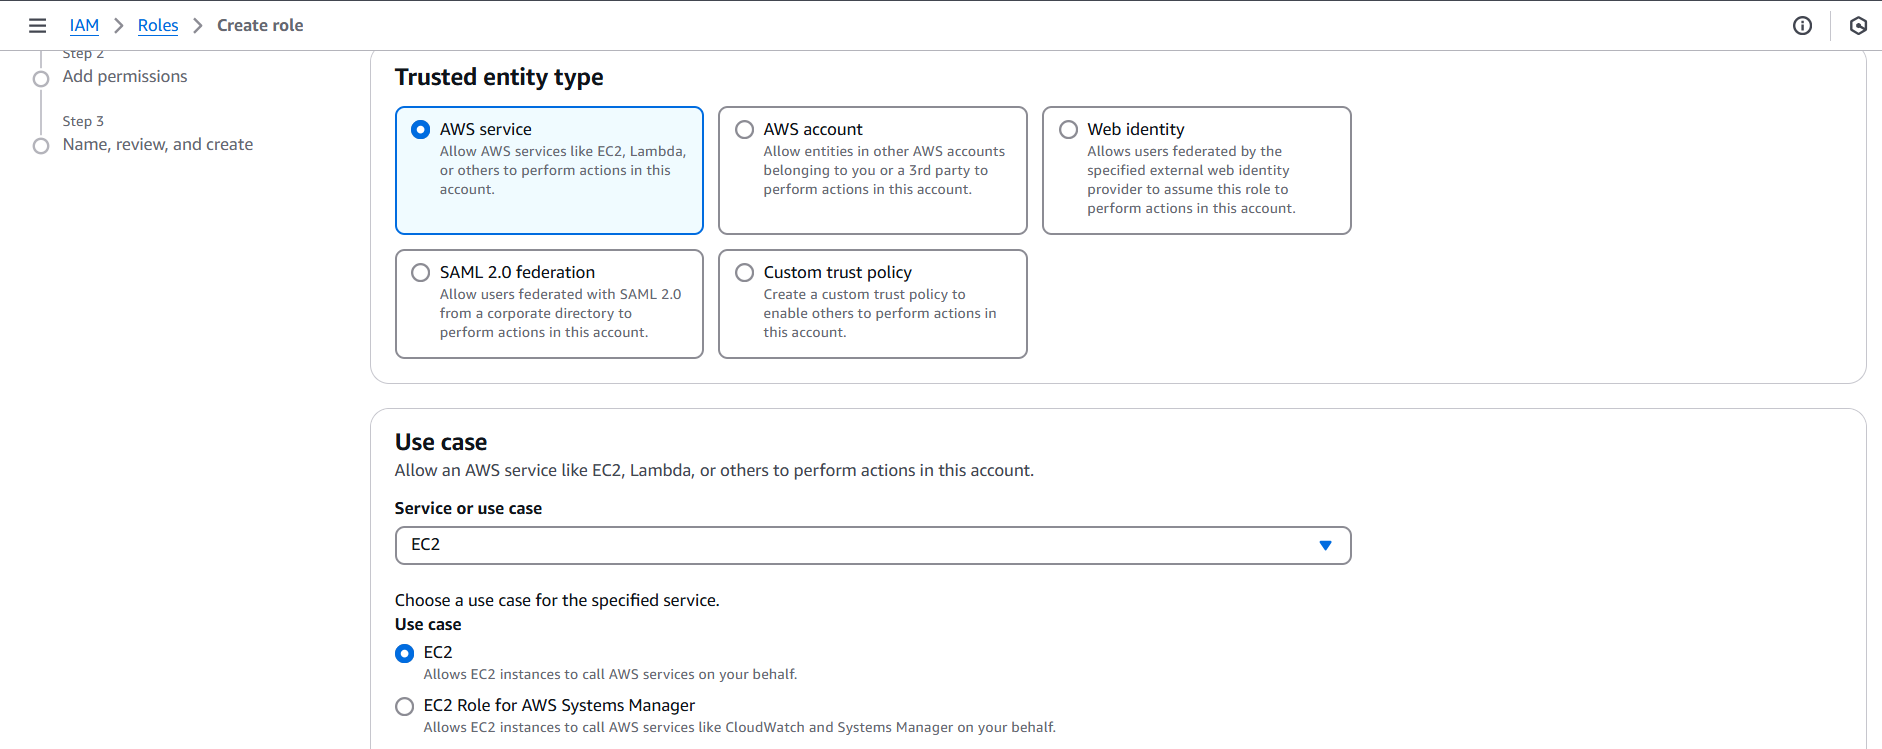 IAM > Roles > Create role
Step 2
Add permissions
Step 3
Name, review, and create
Trusted entity type
AWS service
Allow AWS services like EC2, Lambda,
or others to perform actions in this
account.
AWS account
Allow entities in other AWS accounts
belonging to you or a 3rd party to
perform actions in this account.
Web identity
Allows users federated by the
specified external web identity
provider to assume this role to
perform actions in this account.
SAML 2.0 federation
Allow users federated with SAML 2.0
from a corporate directory to
perform actions in this account.
Custom trust policy
Create a custom trust policy to
enable others to perform actions in
this account.
Use case
Allow an AWS service like EC2, Lambda, or others to perform actions in this account.
Service or use case
EC2
Choose a use case for the specified service.
Use case
EC2
Allows EC2 instances to call AWS services on your behalf.
EC2 Role for AWS Systems Manager
Allows EC2 instances to call AWS services like CloudWatch and Systems Manager on your behalf.